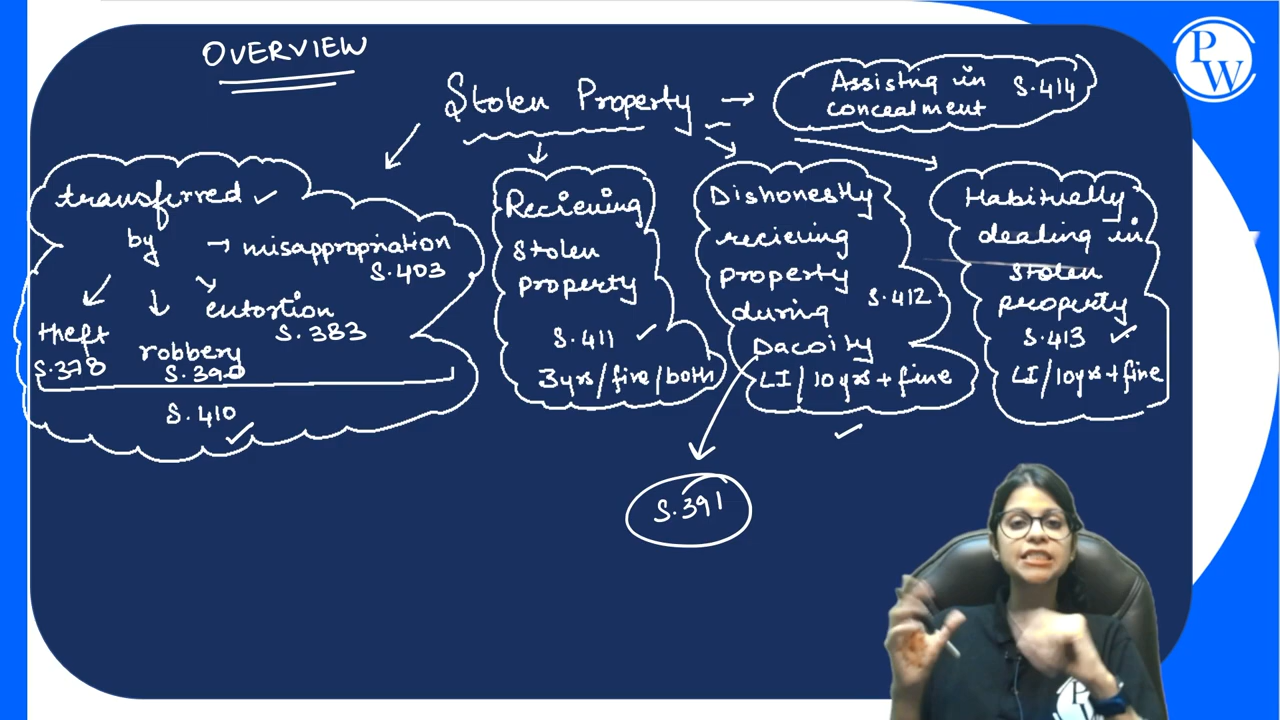 OVERVIEW
Stolen Property →
Assisting in
concealment
S.414
transferred ✓
by
→ misappropriation
S.403
extortion
S.383
theft
S.378
robbery
S.390
S.410
Recieving
Stolen
property
S.411
3yrs/fine/both
Dishonestly
recieving
property
during
S.412
Dacoity
LI/10yrs + fine
S.391
Habitually
dealing in
stolen
property
S.413
LI/10yrs + fine
PW